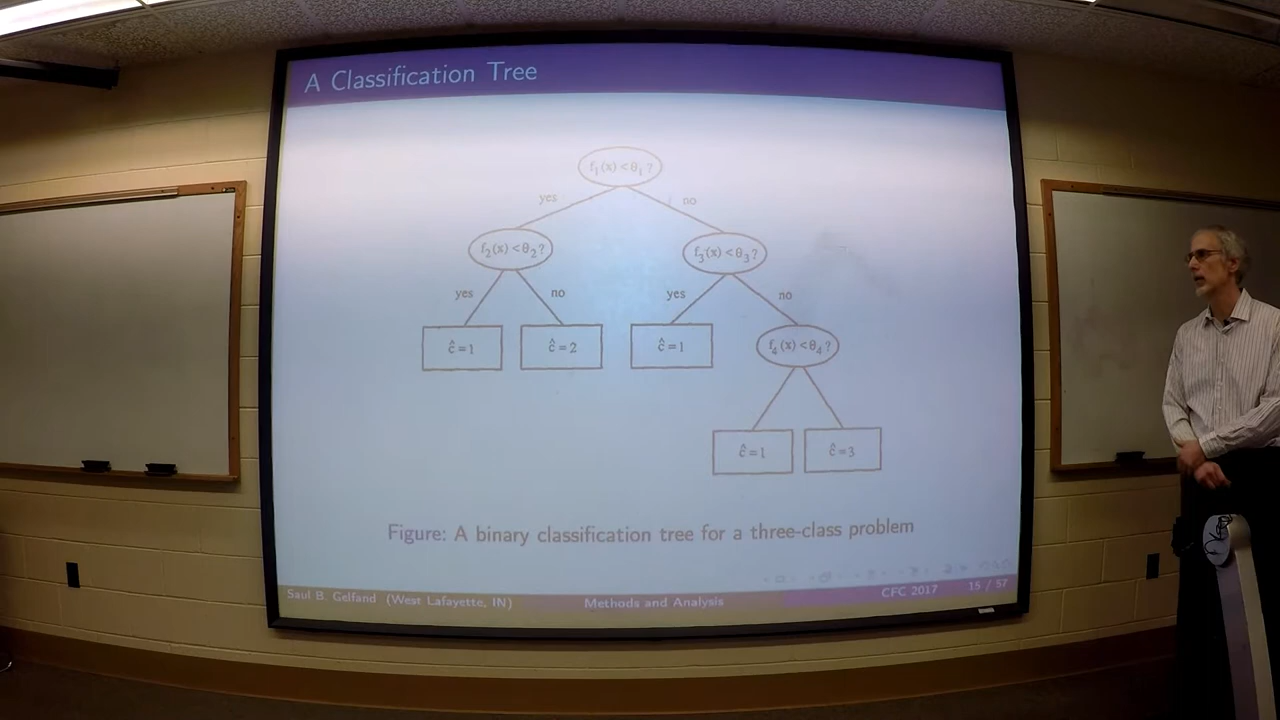 A Classification Tree
f₁(x) < θ₁ ?
yes
no
f₂(x) < θ₂ ?
f₃(x) < θ₃ ?
yes
no
yes
no
ĉ = 1
ĉ = 2
ĉ = 1
f₄(x) < θ₄ ?
ĉ = 1
ĉ = 3
Figure: A binary classification tree for a three-class problem
Saul B. Gelfand (West Lafayette, IN)
Methods and Analysis
CFC 2017
15 / 57